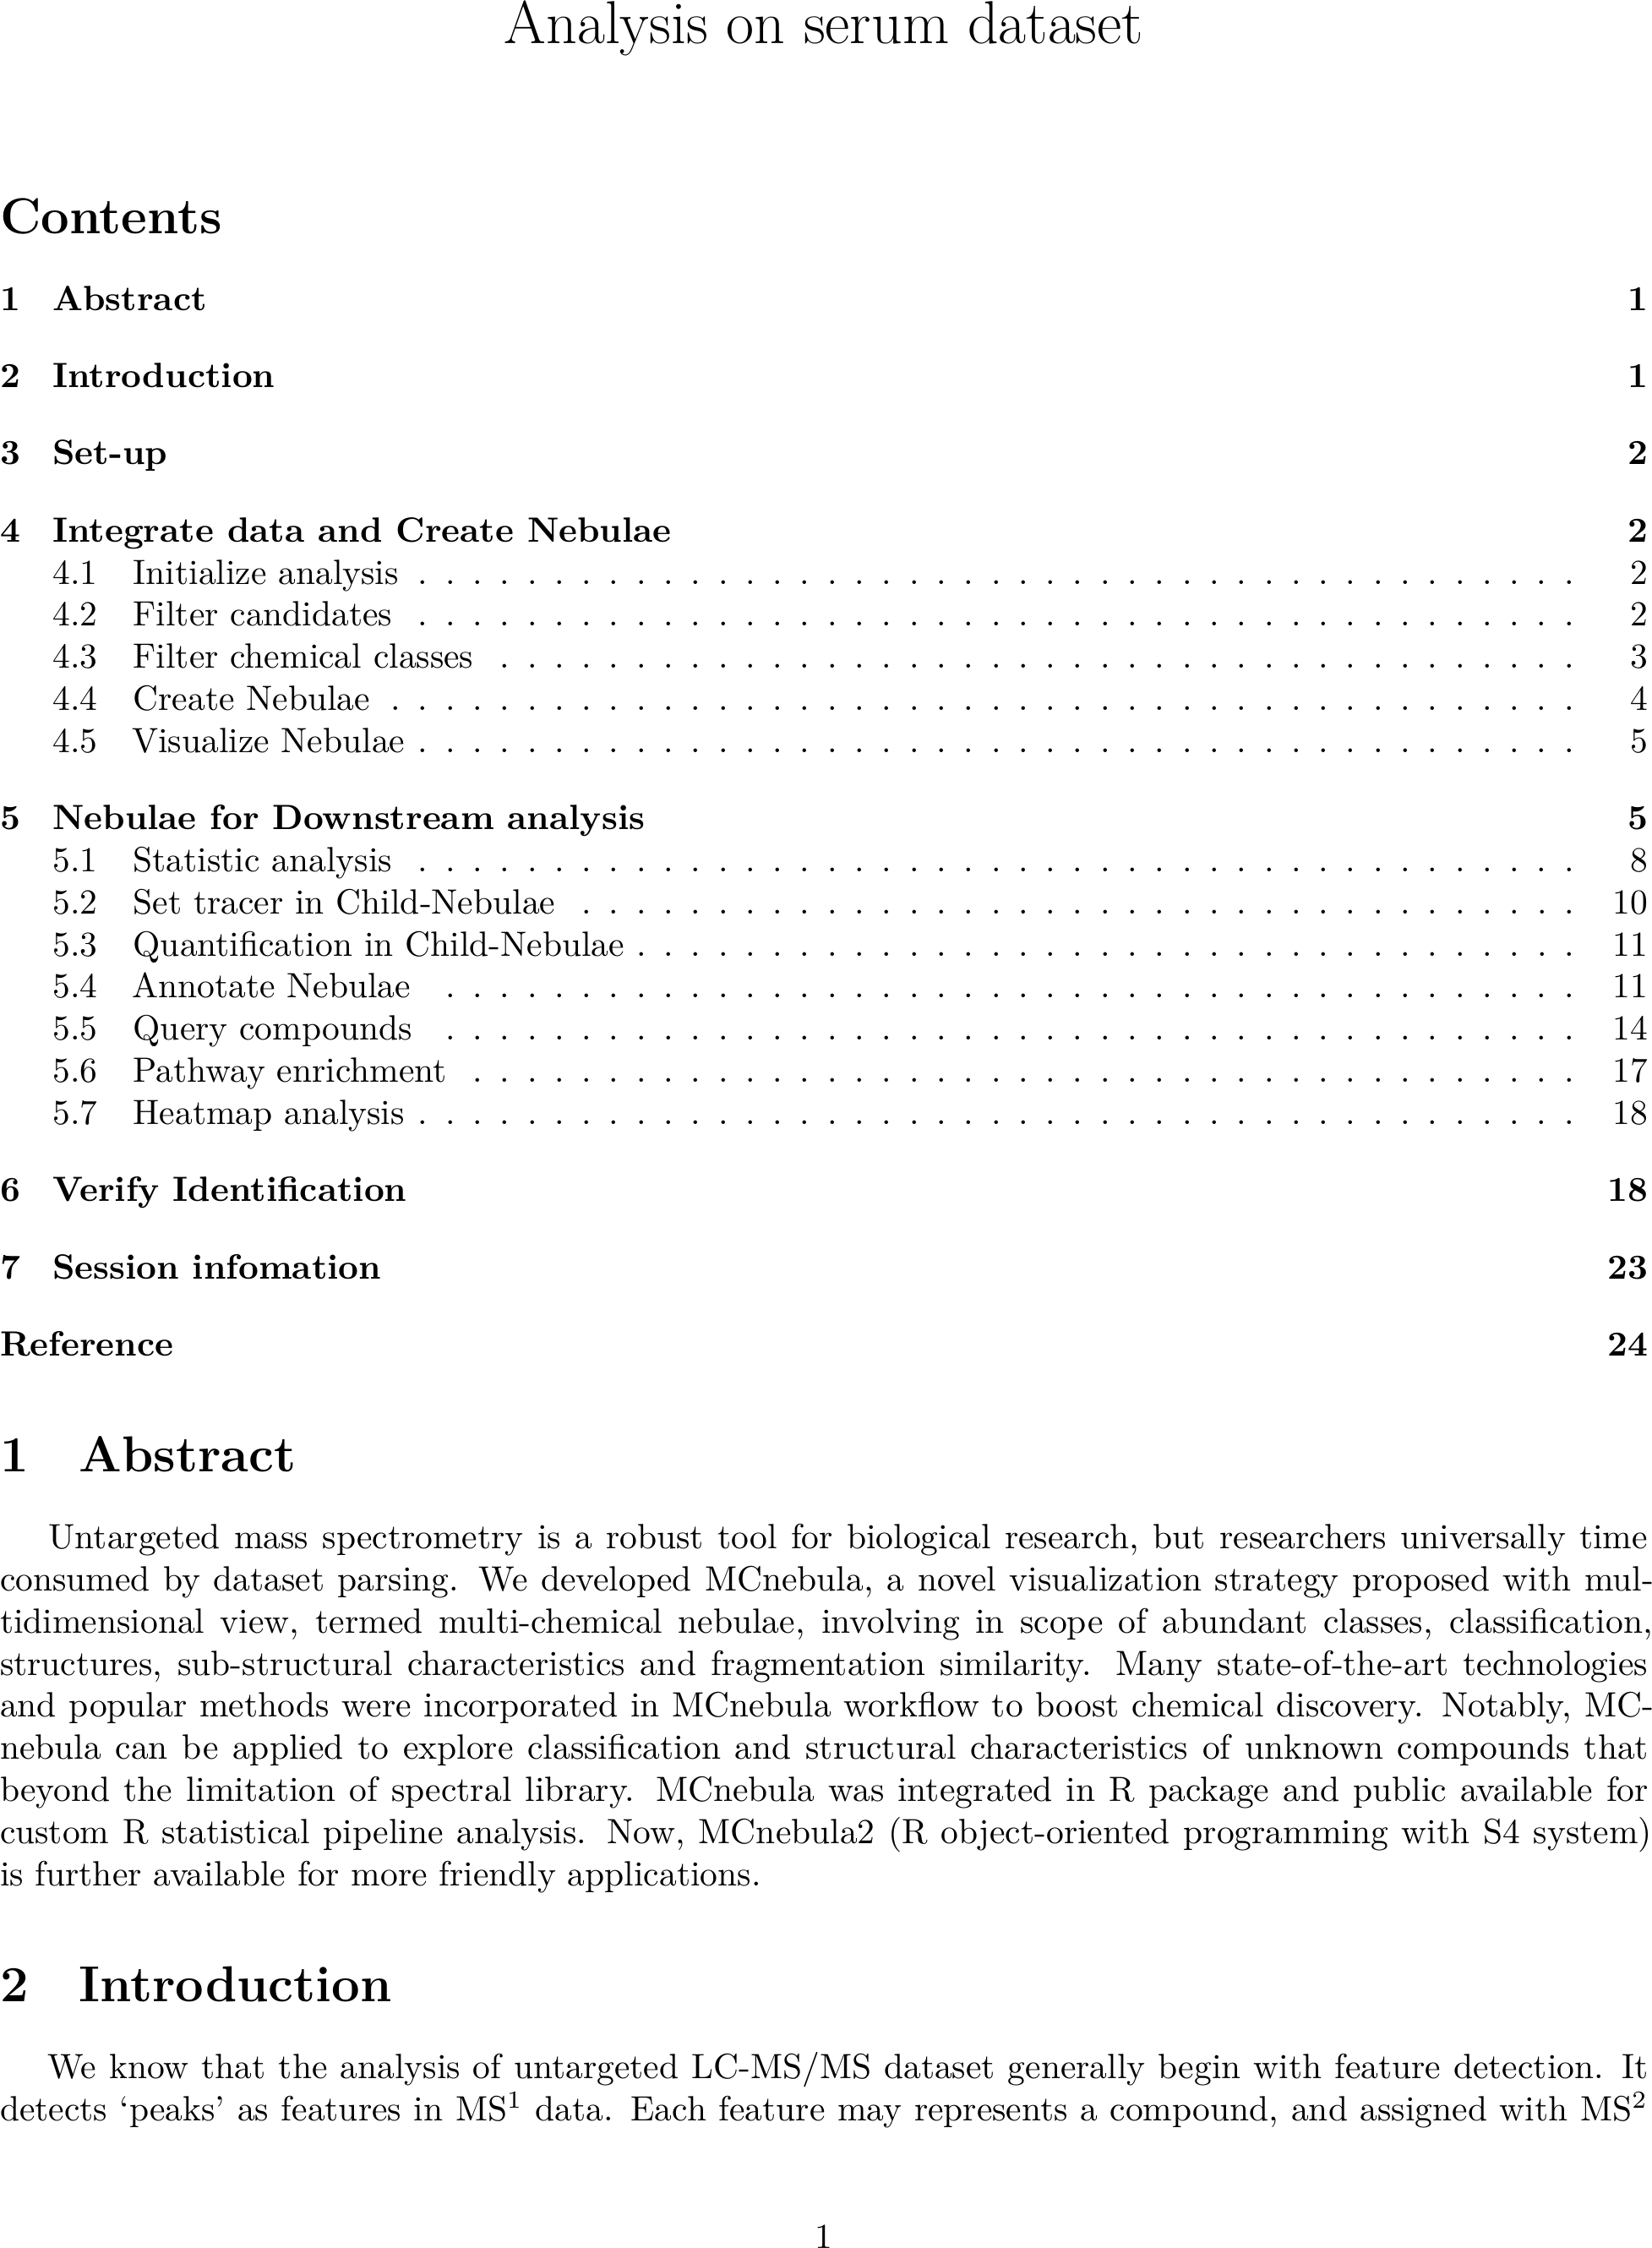 Analysis on serum dataset
Contents
1 Abstract 1
2 Introduction 1
3 Set-up 2
4 Integrate data and Create Nebulae 2
4.1 Initialize analysis . . . . . . . . . . . . . . . . . . . . . . . . . . . . . . . . . . . . . . . . . . . 2
4.2 Filter candidates . . . . . . . . . . . . . . . . . . . . . . . . . . . . . . . . . . . . . . . . . . . 2
4.3 Filter chemical classes . . . . . . . . . . . . . . . . . . . . . . . . . . . . . . . . . . . . . . . . 3
4.4 Create Nebulae . . . . . . . . . . . . . . . . . . . . . . . . . . . . . . . . . . . . . . . . . . . . 4
4.5 Visualize Nebulae . . . . . . . . . . . . . . . . . . . . . . . . . . . . . . . . . . . . . . . . . . . 5
5 Nebulae for Downstream analysis 5
5.1 Statistic analysis . . . . . . . . . . . . . . . . . . . . . . . . . . . . . . . . . . . . . . . . . . . 8
5.2 Set tracer in Child-Nebulae . . . . . . . . . . . . . . . . . . . . . . . . . . . . . . . . . . . . . 10
5.3 Quantification in Child-Nebulae . . . . . . . . . . . . . . . . . . . . . . . . . . . . . . . . . . . 11
5.4 Annotate Nebulae . . . . . . . . . . . . . . . . . . . . . . . . . . . . . . . . . . . . . . . . . . 11
5.5 Query compounds . . . . . . . . . . . . . . . . . . . . . . . . . . . . . . . . . . . . . . . . . . 14
5.6 Pathway enrichment . . . . . . . . . . . . . . . . . . . . . . . . . . . . . . . . . . . . . . . . . 17
5.7 Heatmap analysis . . . . . . . . . . . . . . . . . . . . . . . . . . . . . . . . . . . . . . . . . . . 18
6 Verify Identification 18
7 Session infomation 23
Reference 24
1 Abstract
Untargeted mass spectrometry is a robust tool for biological research, but researchers universally time
consumed by dataset parsing. We developed MCnebula, a novel visualization strategy proposed with mul-
tidimensional view, termed multi-chemical nebulae, involving in scope of abundant classes, classification,
structures, sub-structural characteristics and fragmentation similarity. Many state-of-the-art technologies
and popular methods were incorporated in MCnebula workflow to boost chemical discovery. Notably, MC-
nebula can be applied to explore classification and structural characteristics of unknown compounds that
beyond the limitation of spectral library. MCnebula was integrated in R package and public available for
custom R statistical pipeline analysis. Now, MCnebula2 (R object-oriented programming with S4 system)
is further available for more friendly applications.
2 Introduction
We know that the analysis of untargeted LC-MS/MS dataset generally begin with feature detection. It
detects ‘peaks’ as features in MS¹ data. Each feature may represents a compound, and assigned with MS²
1